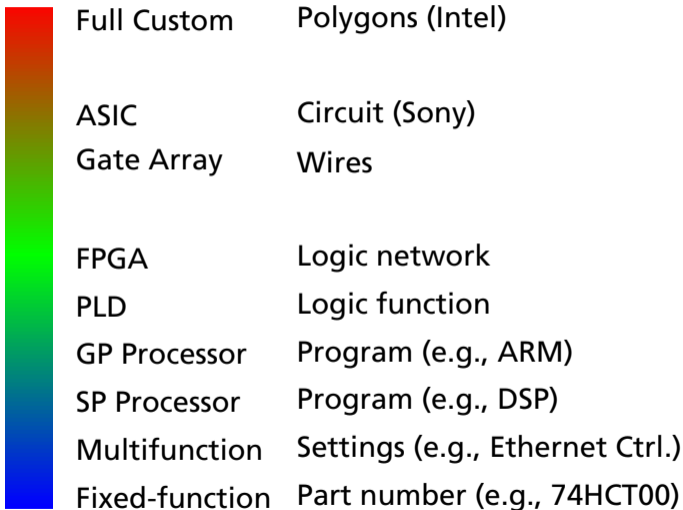 Full Custom Polygons (Intel)
ASIC Circuit (Sony)
Gate Array Wires
FPGA Logic network
PLD Logic function
GP Processor Program (e.g., ARM)
SP Processor Program (e.g., DSP)
Multifunction Settings (e.g., Ethernet Ctrl.)
Fixed-function Part number (e.g., 74HCT00)